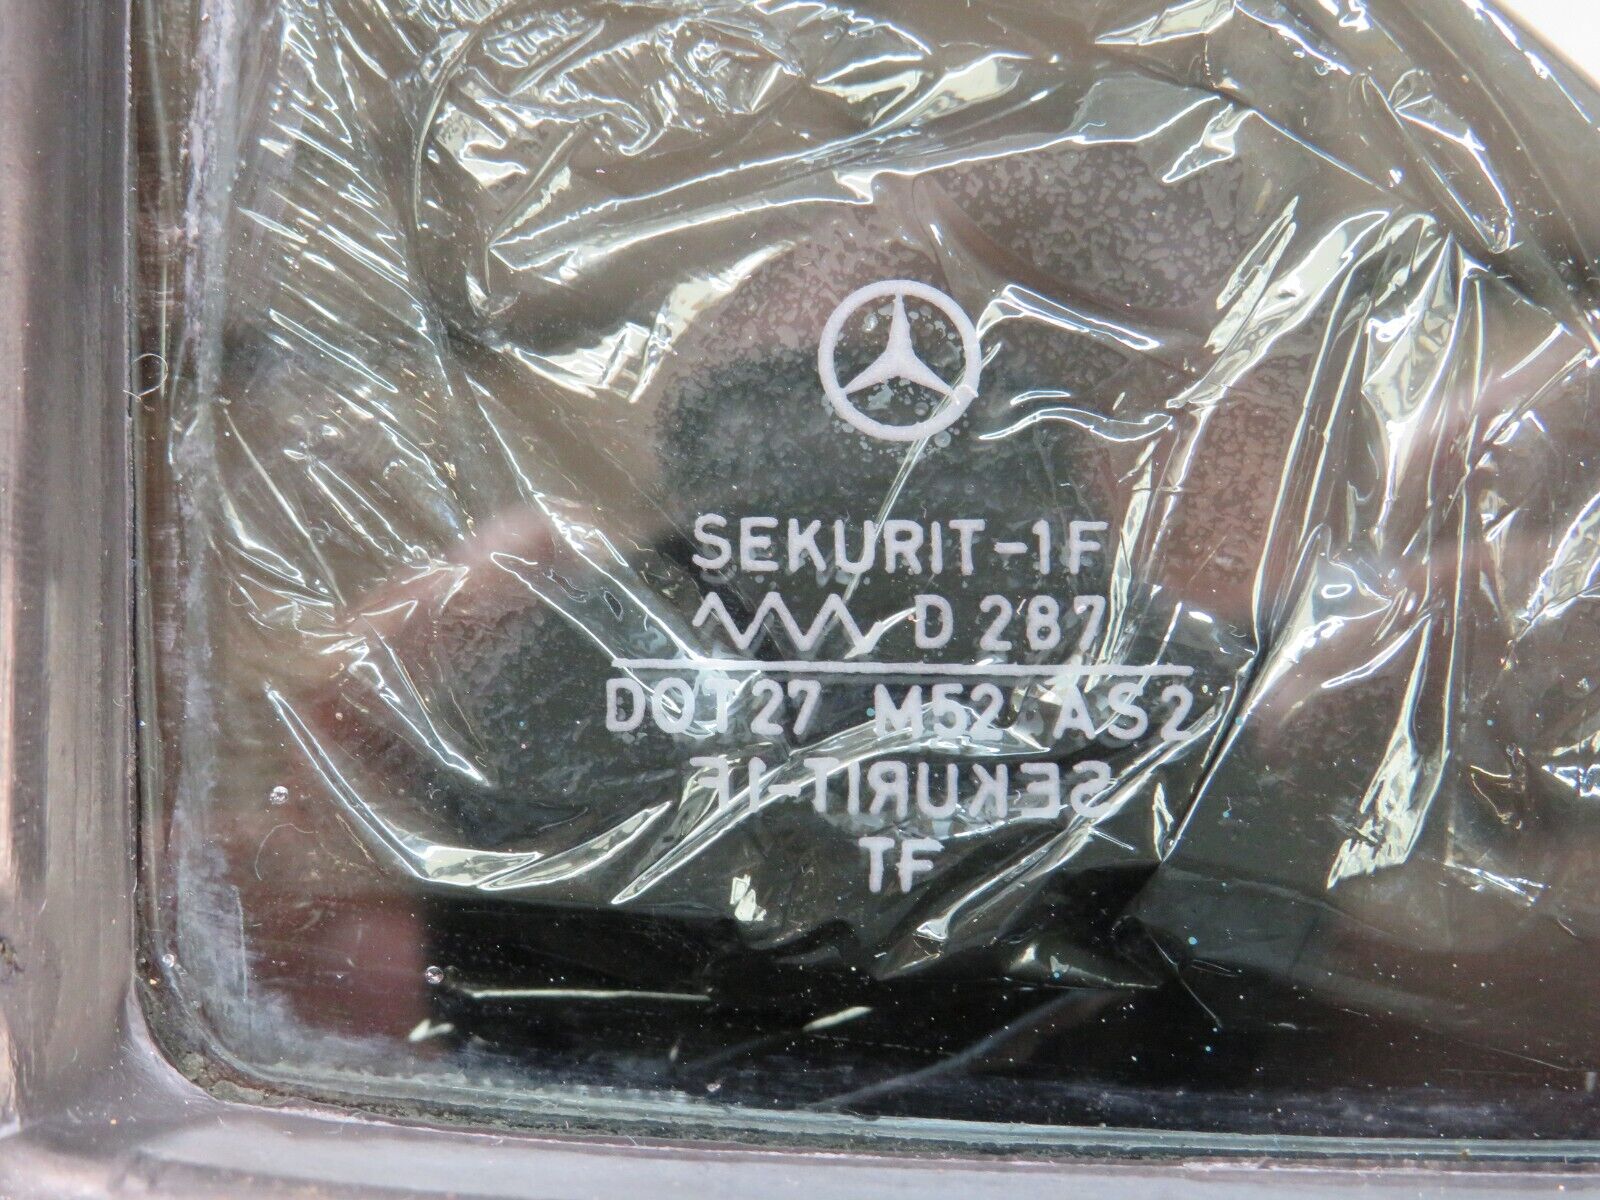 SEKURIT-1F
D 287
DOT27 M52 AS2
SEKURIT-1F
TF